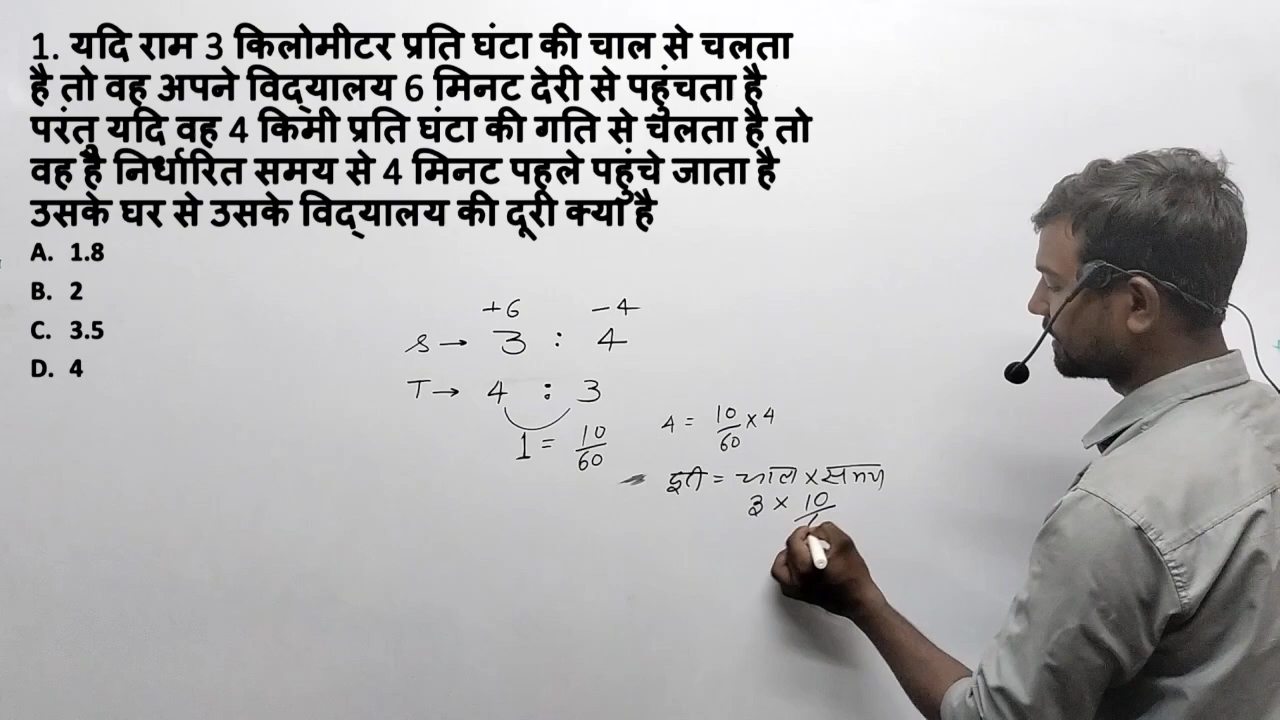 1. यदि राम 3 किलोमीटर प्रति घंटा की चाल से चलता
है तो वह अपने विद्यालय 6 मिनट देरी से पहुंचता है
परंतु यदि वह 4 किमी प्रति घंटा की गति से चलता है तो
वह है निर्धारित समय से 4 मिनट पहले पहुंचे जाता है
उसके घर से उसके विद्यालय की दूरी क्या है
A. 1.8
B. 2
C. 3.5
D. 4
+6 -4
S → 3 : 4
T → 4 : 3
1 = 10/60
4 = 10/60 × 4
दूरी = चाल × समय
3 × 10/